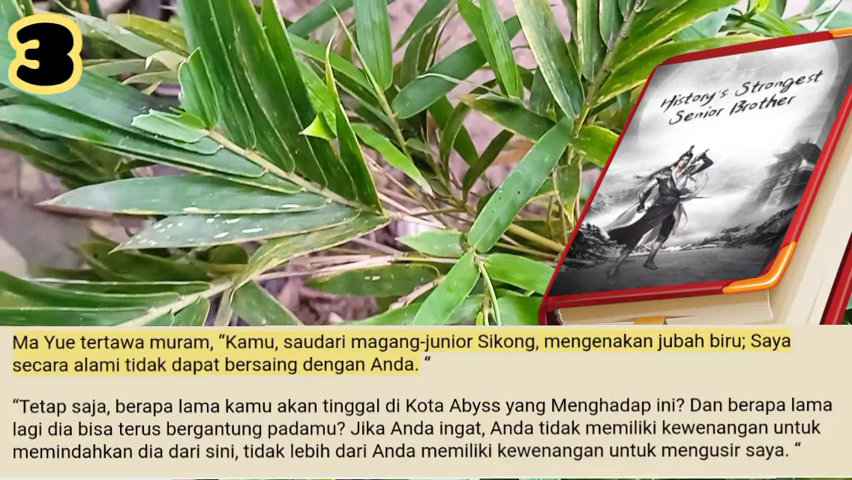 3
History's Strongest
Senior Brother
Ma Yue tertawa muram, “Kamu, saudari magang-junior Sikong, mengenakan jubah biru; Saya
secara alami tidak dapat bersaing dengan Anda. “
“Tetap saja, berapa lama kamu akan tinggal di Kota Abyss yang Menghadap ini? Dan berapa lama
lagi dia bisa terus bergantung padamu? Jika Anda ingat, Anda tidak memiliki kewenangan untuk
memindahkan dia dari sini, tidak lebih dari Anda memiliki kewenangan untuk mengusir saya. “